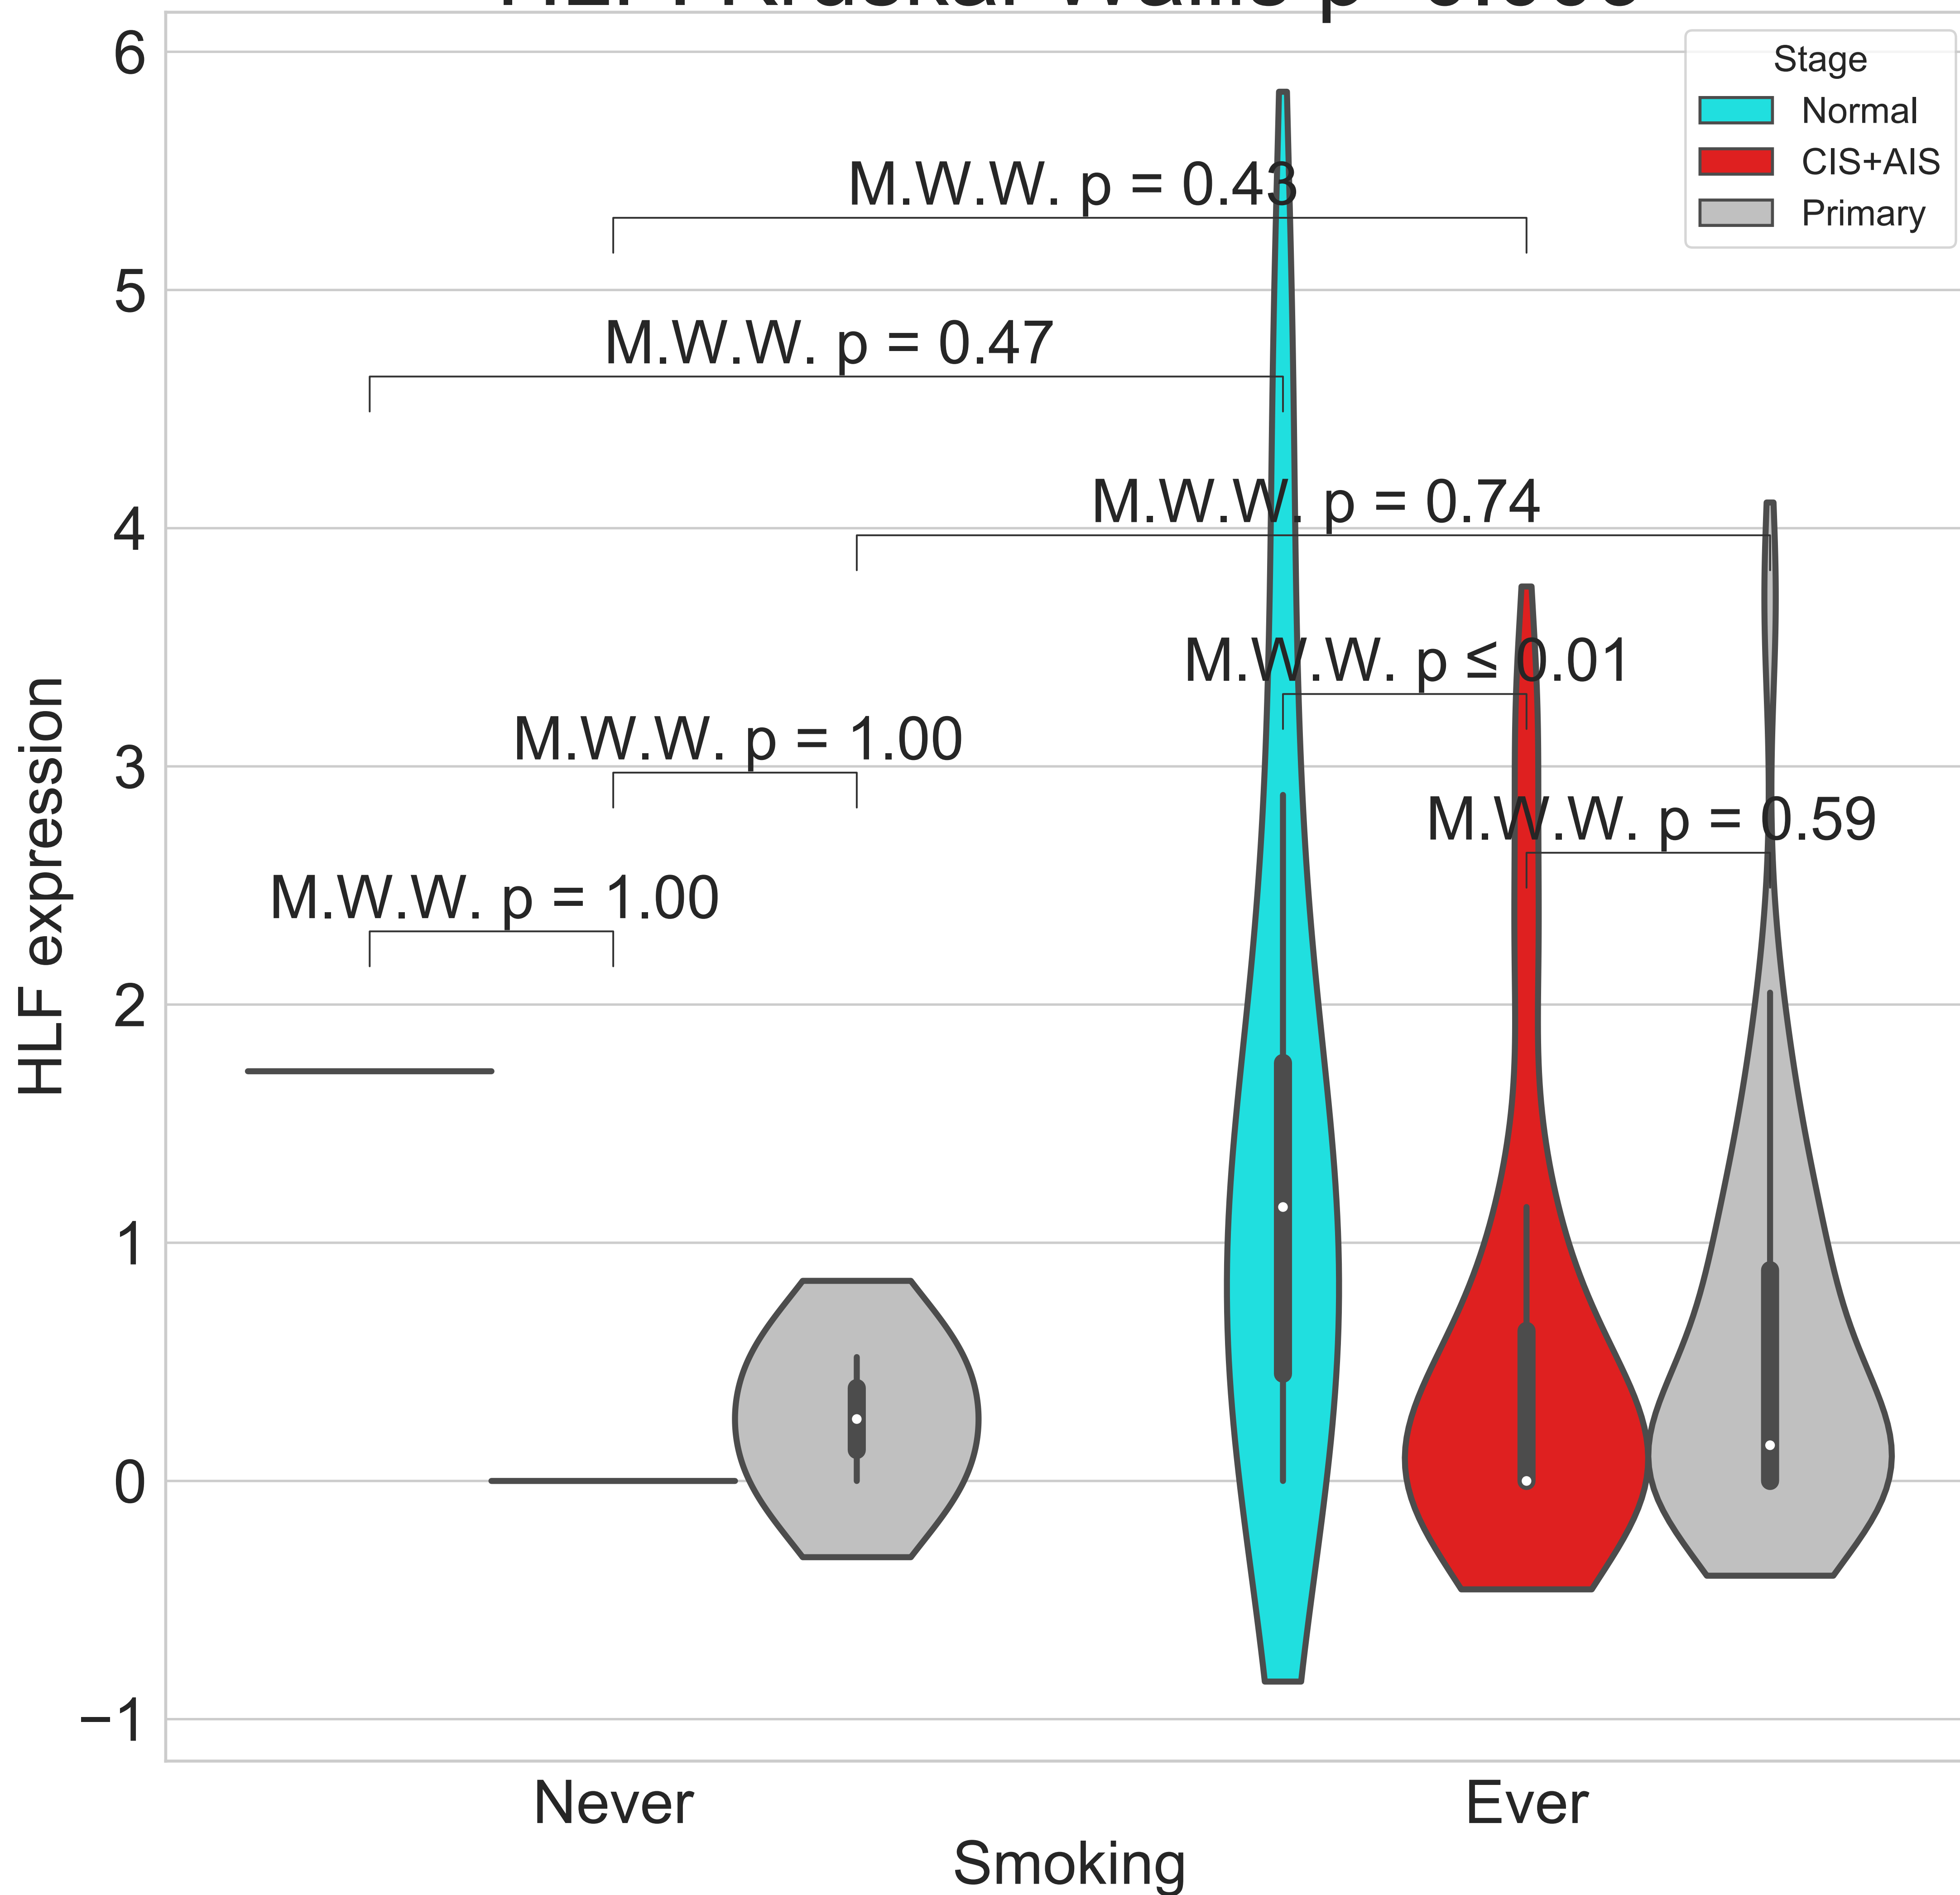 6
5
4
3
2
1
0
−1
HLF expression
Stage
Normal
CIS+AIS
Primary
M.W.W. p = 0.43
M.W.W. p = 0.47
M.W.W. p = 0.74
M.W.W. p ≤ 0.01
M.W.W. p = 1.00
M.W.W. p = 0.59
M.W.W. p = 1.00
Never
Ever
Smoking